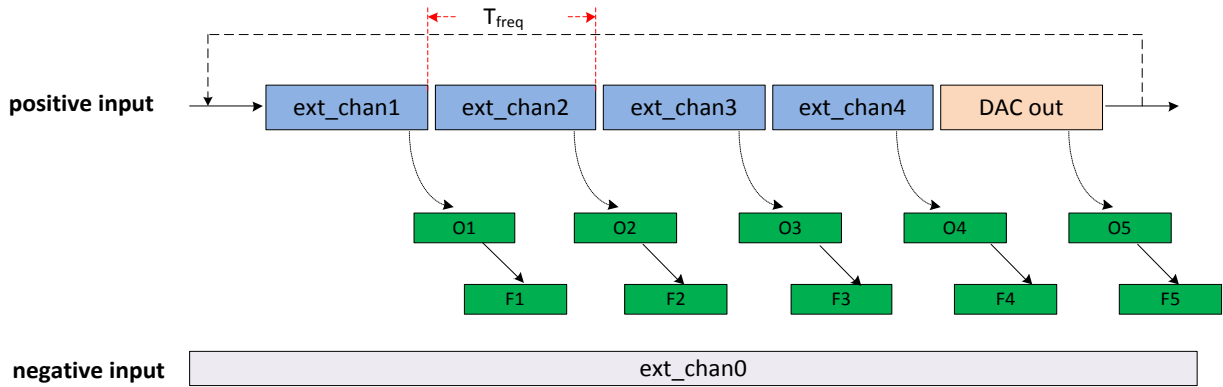 T_freq
positive input
ext_chan1 ext_chan2 ext_chan3 ext_chan4 DAC out
O1 O2 O3 O4 O5
F1 F2 F3 F4 F5
negative input
ext_chan0